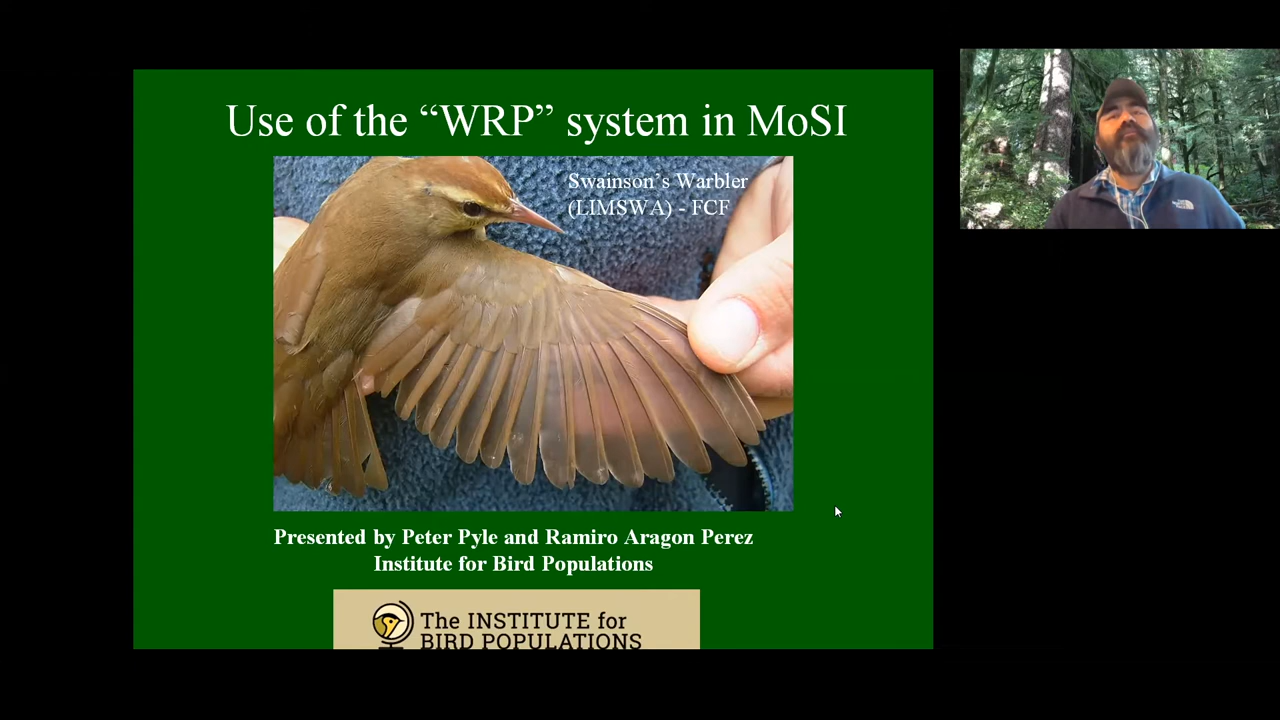 Use of the “WRP” system in MoSI
Swainson’s Warbler
(LIMSWA) - FCF
Presented by Peter Pyle and Ramiro Aragon Perez
Institute for Bird Populations
The INSTITUTE for
BIRD POPULATIONS